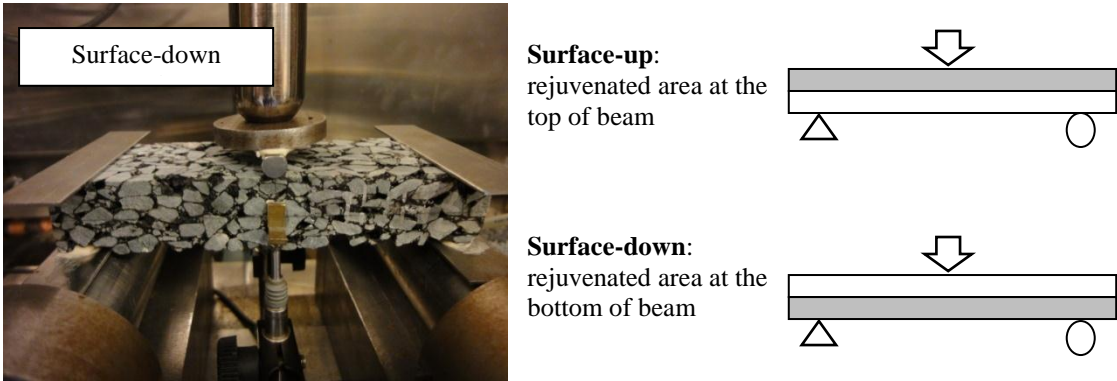 Surface-down
Surface-up:
rejuvenated area at the
top of beam
Surface-down:
rejuvenated area at the
bottom of beam